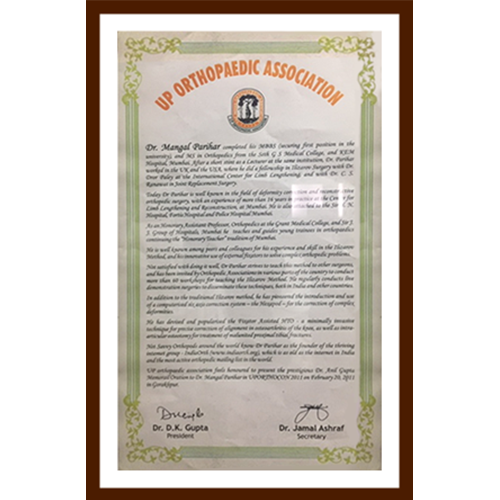 UP ORTHOPAEDIC ASSOCIATION
Dr. Mangal Parihar completed his MBBS (securing first position in the
university), and MS in Orthopedics from the Seth G S Medical College, and KEM
Hospital, Mumbai. After a short stint as a Lecturer at the same institution, Dr. Parihar
worked in the UK and the USA, where he did a fellowship in Ilizarov Surgery with Dr.
Dror Paley at the International Center for Limb Lengthening) and with Dr. C. S.
Ranawat in Joint Replacement Surgery.
Today Dr Parihar is well known in the field of deformity correction and reconstructive
orthopedic surgery, with an experience of more than 16 years in practice at the Center for
Limb Lengthening and Reconstruction, at Mumbai. He is also attached to the Sir C. N.
Hospital, Fortis Hospital and Police Hospital Mumbai.
As an Honorary Assistant Professor, Orthopedics at the Grant Medical College, and Sir J.
J. Group of Hospitals, Mumbai he teaches and guides young trainees in orthopaedics
continuing the "Honorary Teacher" tradition of Mumbai.
He is well known among peers and colleagues for his experience and skill in the Ilizarov
Method, and his innovative use of external fixators to solve complex orthopedic problems.
Not satisfied with doing it well, Dr Parihar strives to teach this method to other surgeons,
and has been invited by Orthopedic Associations in various parts of the country to conduct
more than 60 workshops for teaching the Ilizarov Method. He regularly conducts live
demonstration surgeries to disseminate these techniques, both in India and other countries.
In addition to the traditional Ilizarov method, he has pioneered the introduction and use
of a computerised six axis correction system – the Hexapod – for the correction of complex
deformities.
He has devised and popularised the Fixator Assisted HTO - a minimally invasive
technique for precise correction of alignment in osteoarthritis of the knee, as well as intra-
articular osteotomy for treatment of malunited proximal tibial fractures.
Net Savvy Orthopods around the world know Dr Parihar as the founder of the thriving
internet group - IndiaOrth (www.indiaorth.org), which is as old as the internet in India
and the most active orthopedic mailing list in the world.
UP orthopaedic association feels honoured to present the prestigious Dr. Anil Gupta
Memorial Oration to Dr. Mangal Parihar in UPORTHOCON 2011 on February 20, 2011
in Gorakhpur.
Dr. D.K. Gupta
President
Dr. Jamal Ashraf
Secretary